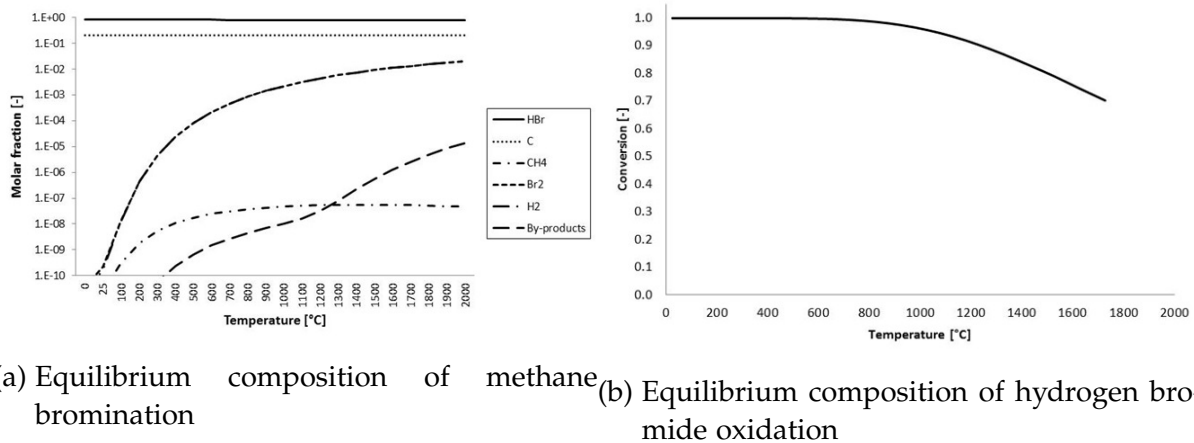 1.E+00
1.E-01
1.E-02
1.E-03
1.E-04
1.E-05
1.E-06
1.E-07
1.E-08
1.E-09
1.E-10
Molar fraction [-]
0 25 100 200 300 400 500 600 700 800 900 1000 1100 1200 1300 1400 1500 1600 1700 1800 1900 2000
Temperature [°C]
HBr
C
CH4
Br2
H2
By-products
1.0
0.9
0.8
0.7
0.6
0.5
0.4
0.3
0.2
0.1
0.0
Conversion [-]
0 200 400 600 800 1000 1200 1400 1600 1800 2000
Temperature [°C]
(a) Equilibrium composition of methane
bromination
(b) Equilibrium composition of hydrogen bro-
mide oxidation